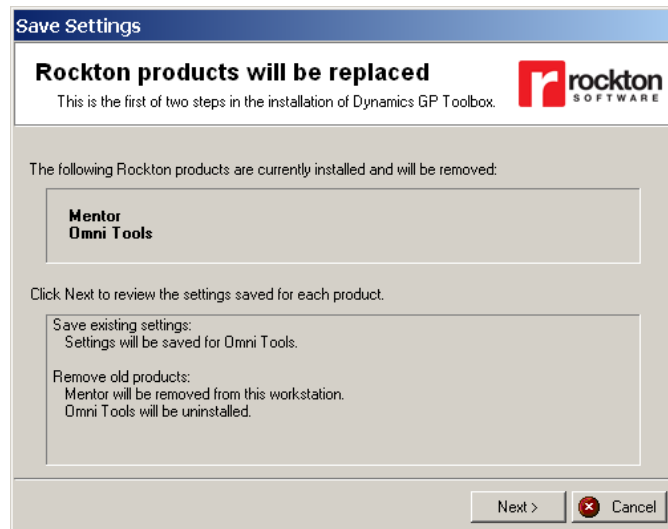 Save Settings
Rockton products will be replaced
This is the first of two steps in the installation of Dynamics GP Toolbox.
r rockton
SOFTWARE
The following Rockton products are currently installed and will be removed:
Mentor
Omni Tools
Click Next to review the settings saved for each product.
Save existing settings:
Settings will be saved for Omni Tools.
Remove old products:
Mentor will be removed from this workstation.
Omni Tools will be uninstalled.
Next > Cancel